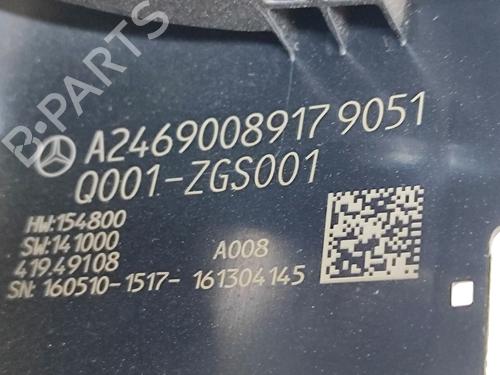 B-PARTS
A2469008917 9051
Q001-ZGS001
HW:154800
SW:141000
41949108 A008
SN: 160510-1517- 161304145